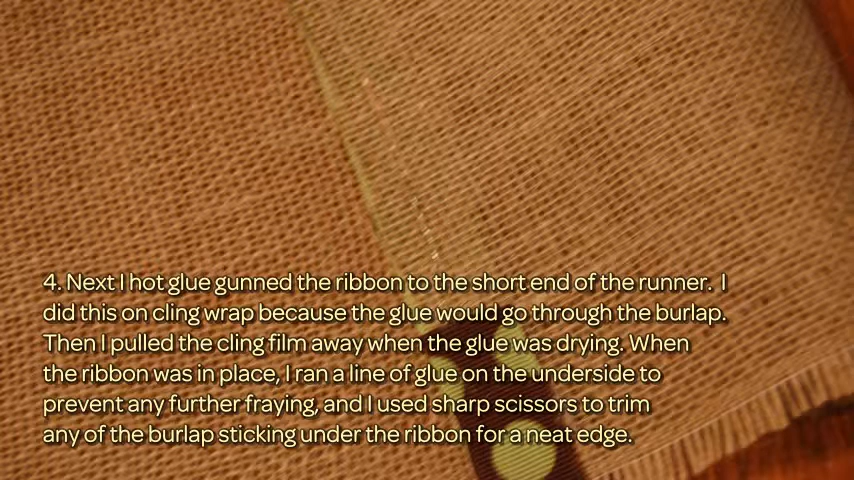 4. Next I hot glue gunned the ribbon to the short end of the runner. I
did this on cling wrap because the glue would go through the burlap.
Then I pulled the cling film away when the glue was drying. When
the ribbon was in place, I ran a line of glue on the underside to
prevent any further fraying, and I used sharp scissors to trim
any of the burlap sticking under the ribbon for a neat edge.